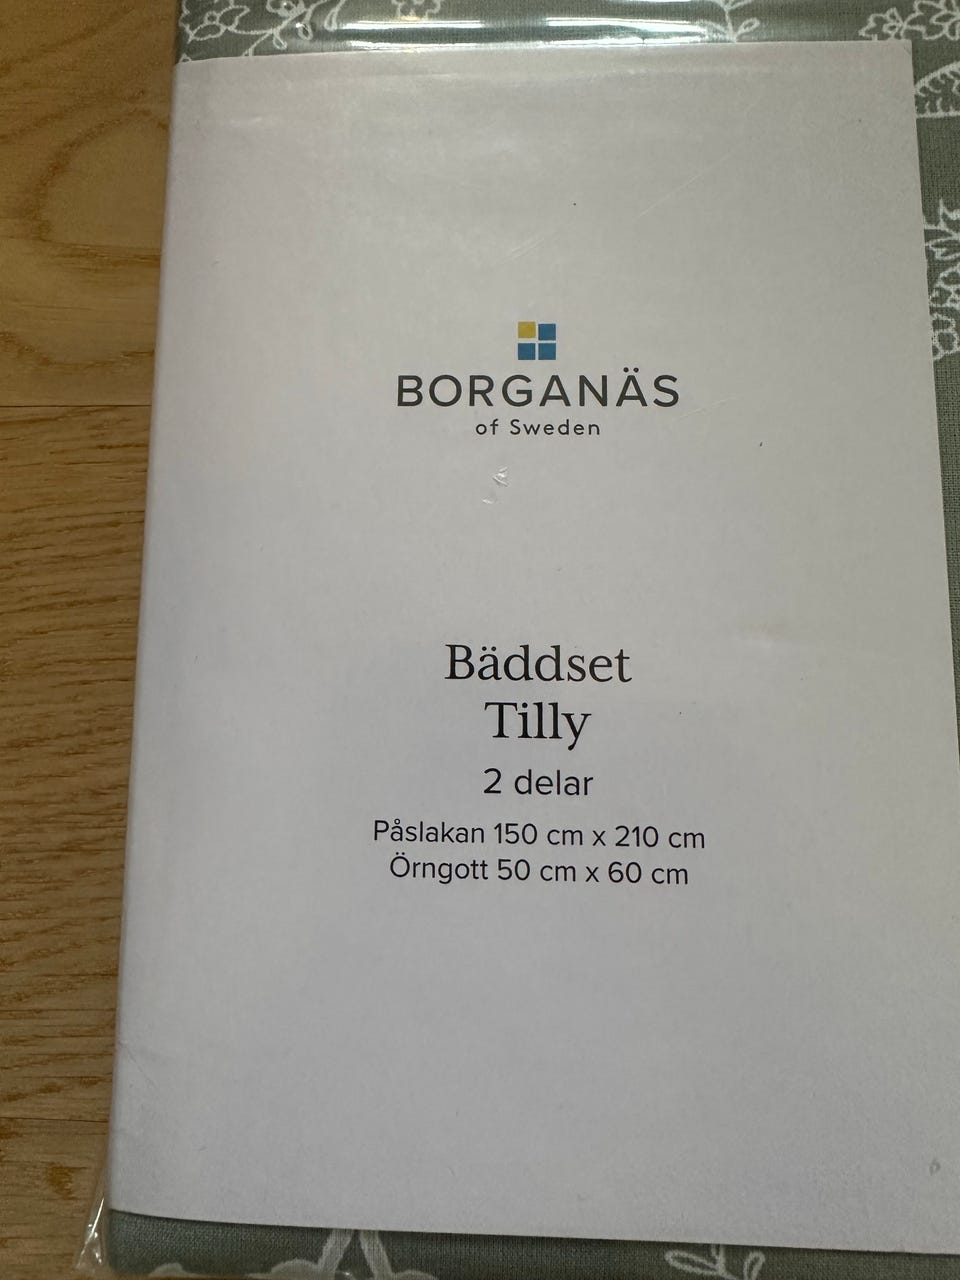 BORGANÄS
of Sweden
Bäddset
Tilly
2 delar
Påslakan 150 cm x 210 cm
Örngott 50 cm x 60 cm